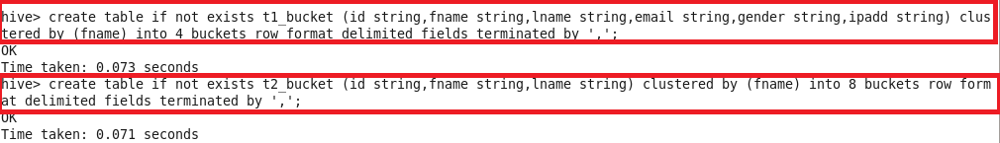 hive> create table if not exists t1_bucket (id string,fname string,lname string,email string,gender string,ipadd string) clus
tered by (fname) into 4 buckets row format delimited fields terminated by ',';
OK
Time taken: 0.073 seconds
hive> create table if not exists t2_bucket (id string,fname string,lname string) clustered by (fname) into 8 buckets row form
at delimited fields terminated by ',';
OK
Time taken: 0.071 seconds